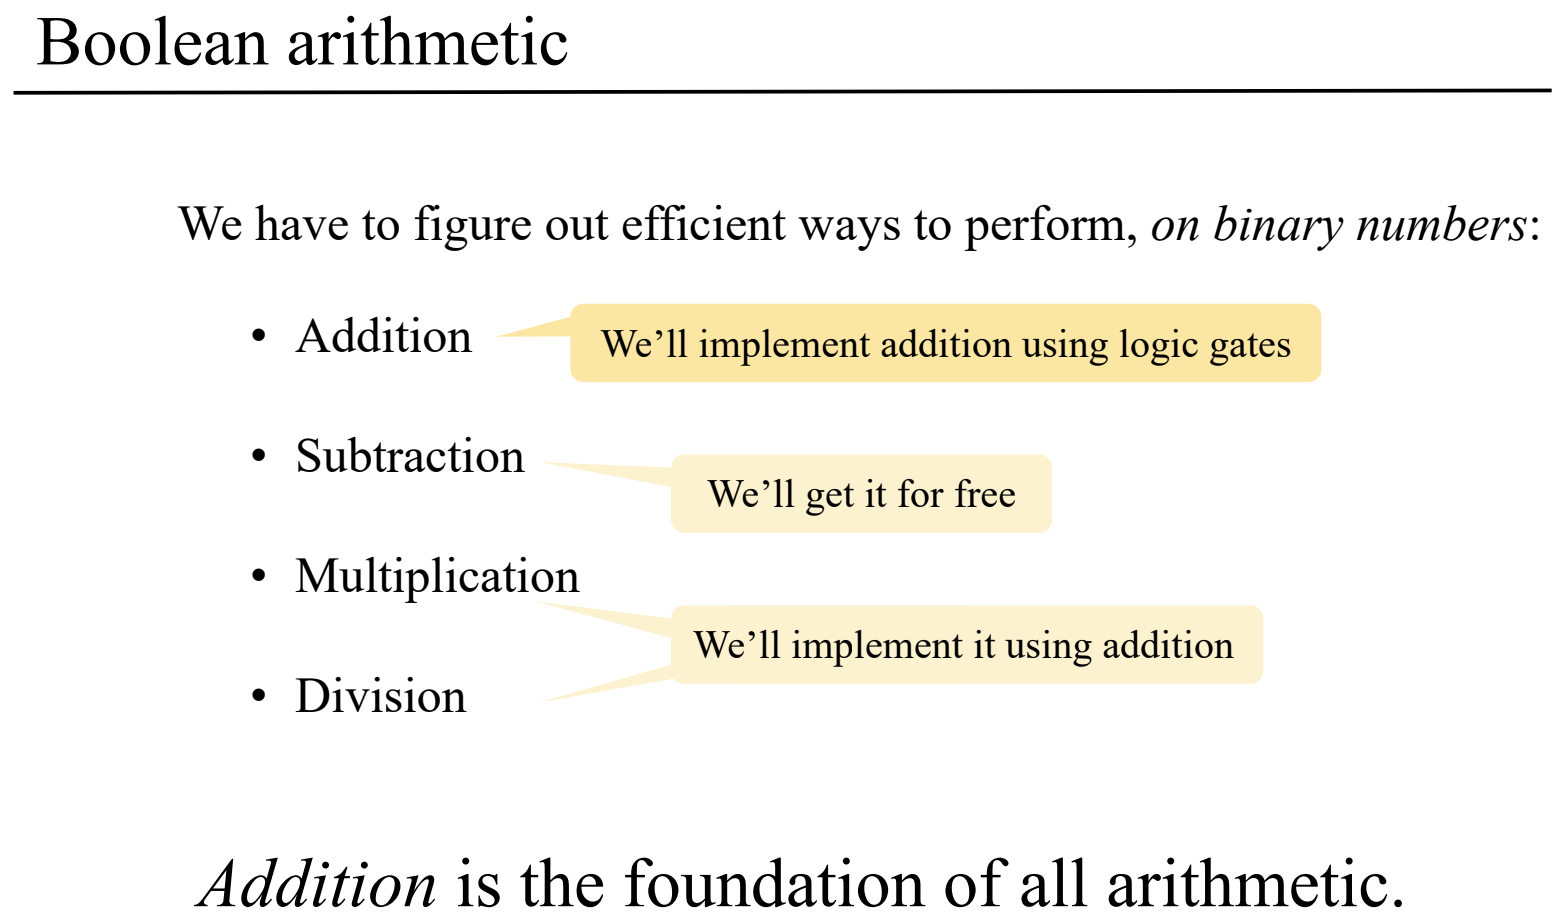 Boolean arithmetic
We have to figure out efficient ways to perform, on binary numbers:
• Addition
We’ll implement addition using logic gates
• Subtraction
We’ll get it for free
• Multiplication
We’ll implement it using addition
• Division
Addition is the foundation of all arithmetic.